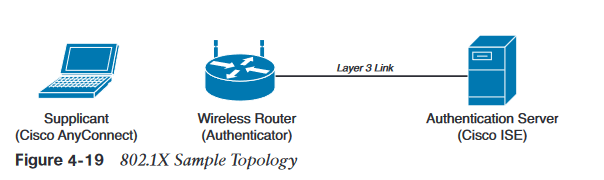 Layer 3 Link
Supplicant
(Cisco AnyConnect)
Wireless Router
(Authenticator)
Authentication Server
(Cisco ISE)
Figure 4-19 802.1X Sample Topology